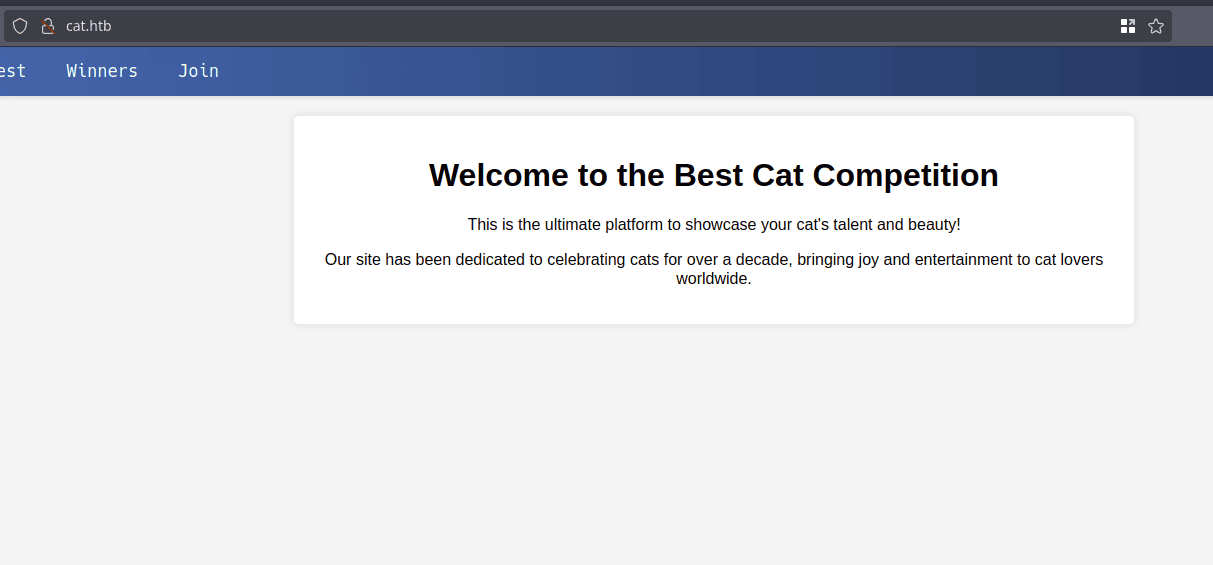 cat.htb
est Winners Join
Welcome to the Best Cat Competition
This is the ultimate platform to showcase your cat's talent and beauty!
Our site has been dedicated to celebrating cats for over a decade, bringing joy and entertainment to cat lovers
worldwide.